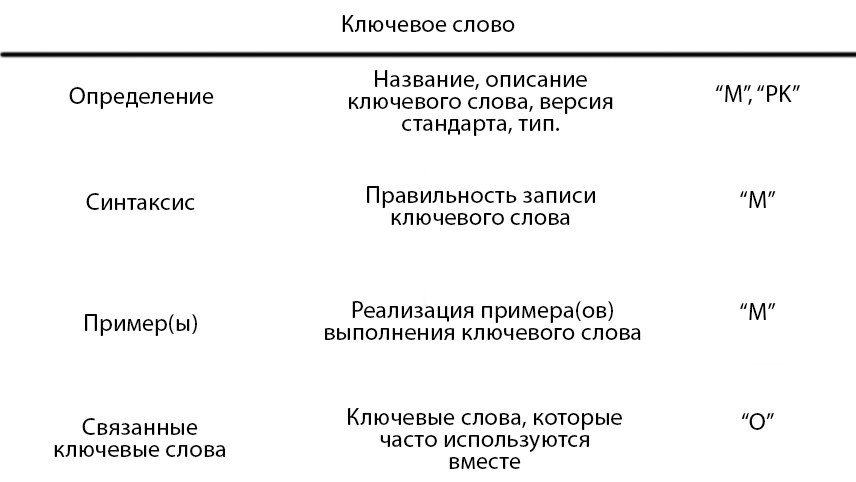 Ключевое слово
Определение
Название, описание
ключевого слова, версия
стандарта, тип.
“М”, “PK”
Синтаксис
Правильность записи
ключевого слова
“М”
Пример(ы)
Реализация примера(ов)
выполнения ключевого слова
“М”
Связанные
ключевые слова
Ключевые слова, которые
часто используются
вместе
“О”